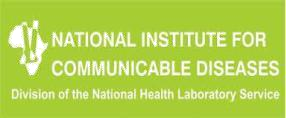 NATIONAL INSTITUTE FOR
COMMUNICABLE DISEASES
Division of the National Health Laboratory Service